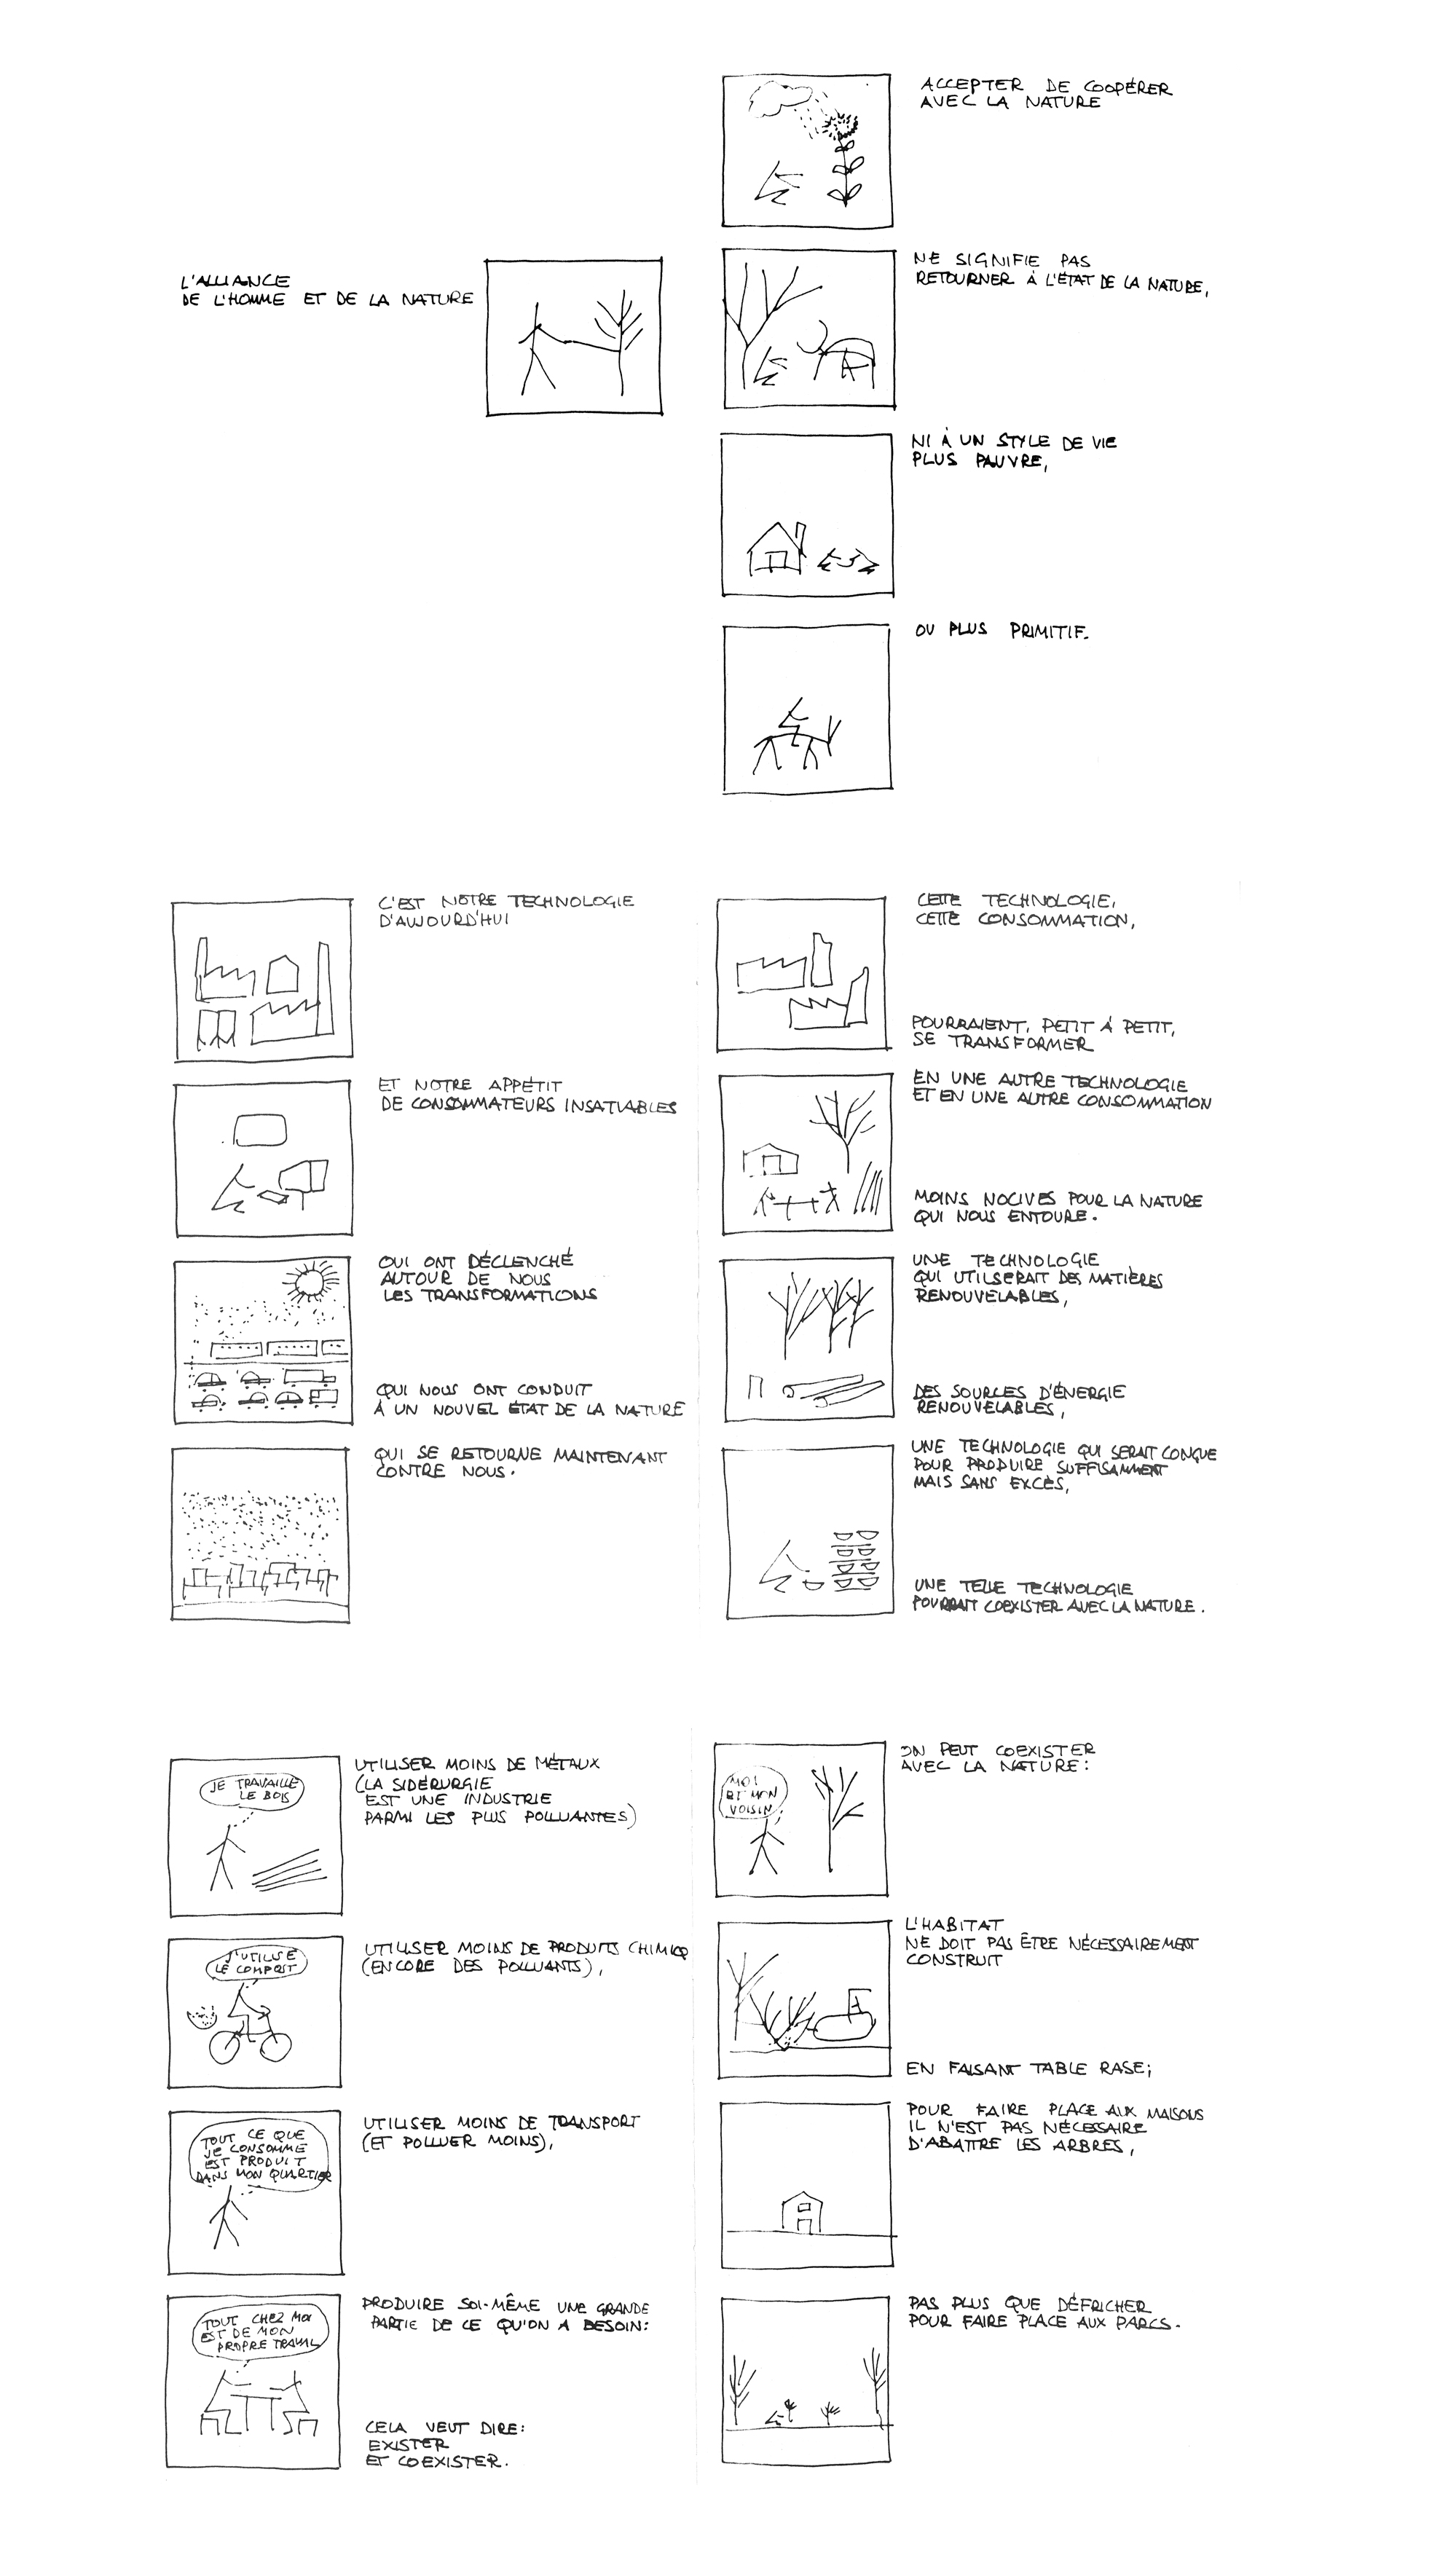 L'ALLIANCE
DE L'HOMME ET DE LA NATURE
ACCEPTER DE COOPÉRER
AVEC LA NATURE
NE SIGNIFIE PAS
RETOURNER À L'ÉTAT DE LA NATURE,
NI À UN STYLE DE VIE
PLUS PAUVRE,
OU PLUS PRIMITIF.
C'EST NOTRE TECHNOLOGIE
D'AUJOURD'HUI
ET NOTRE APPÉTIT
DE CONSOMMATEURS INSATIABLES
QUI ONT DÉCLENCHÉ
AUTOUR DE NOUS
LES TRANSFORMATIONS
QUI NOUS ONT CONDUIT
À UN NOUVEL ÉTAT DE LA NATURE
QUI SE RETOURNE MAINTENANT
CONTRE NOUS.
CETTE TECHNOLOGIE,
CETTE CONSOMMATION,
POURRAIENT, PETIT À PETIT,
SE TRANSFORMER
EN UNE AUTRE TECHNOLOGIE
ET EN UNE AUTRE CONSOMMATION
MOINS NOCIVES POUR LA NATURE
QUI NOUS ENTOURE.
UNE TECHNOLOGIE
QUI UTILSERAIT DES MATIÈRES
RENOUVELABLES,
DES SOURCES D'ÉNERGIE
RENOUVELABLES,
UNE TECHNOLOGIE QUI SERAIT CONÇUE
POUR PRODUIRE SUFFISAMMENT
MAIS SANS EXCÈS,
UNE TELLE TECHNOLOGIE
POURRAIT COEXISTER AVEC LA NATURE.
JE TRAVAILLE
LE BOIS
UTILISER MOINS DE MÉTAUX
(LA SIDÉRURGIE
EST UNE INDUSTRIE
PARMI LES PLUS POLLUANTES)
J'UTILISE
LE COMPOST
UTILISER MOINS DE PRODUITS CHIMIQ
(ENCORE DES POLLUANTS),
TOUT CE QUE
JE CONSOMME
EST PRODUIT
DANS MON QUARTIER
UTILISER MOINS DE TRANSPORT
(ET POLLUER MOINS),
TOUT CHEZ MOI
EST DE MON
PROPRE TRAVAIL
PRODUIRE SOI-MÊME UNE GRANDE
PARTIE DE CE QU'ON A BESOIN:
CELA VEUT DIRE:
EXISTER
ET COEXISTER.
MOI
ET MON
VOISIN
ON PEUT COEXISTER
AVEC LA NATURE:
L'HABITAT
NE DOIT PAS ÊTRE NÉCESSAIREMENT
CONSTRUIT
EN FAISANT TABLE RASE;
POUR FAIRE PLACE AUX MAISONS
IL N'EST PAS NÉCESSAIRE
D'ABATTRE LES ARBRES,
PAS PLUS QUE DÉFRICHER
POUR FAIRE PLACE AUX PARCS.